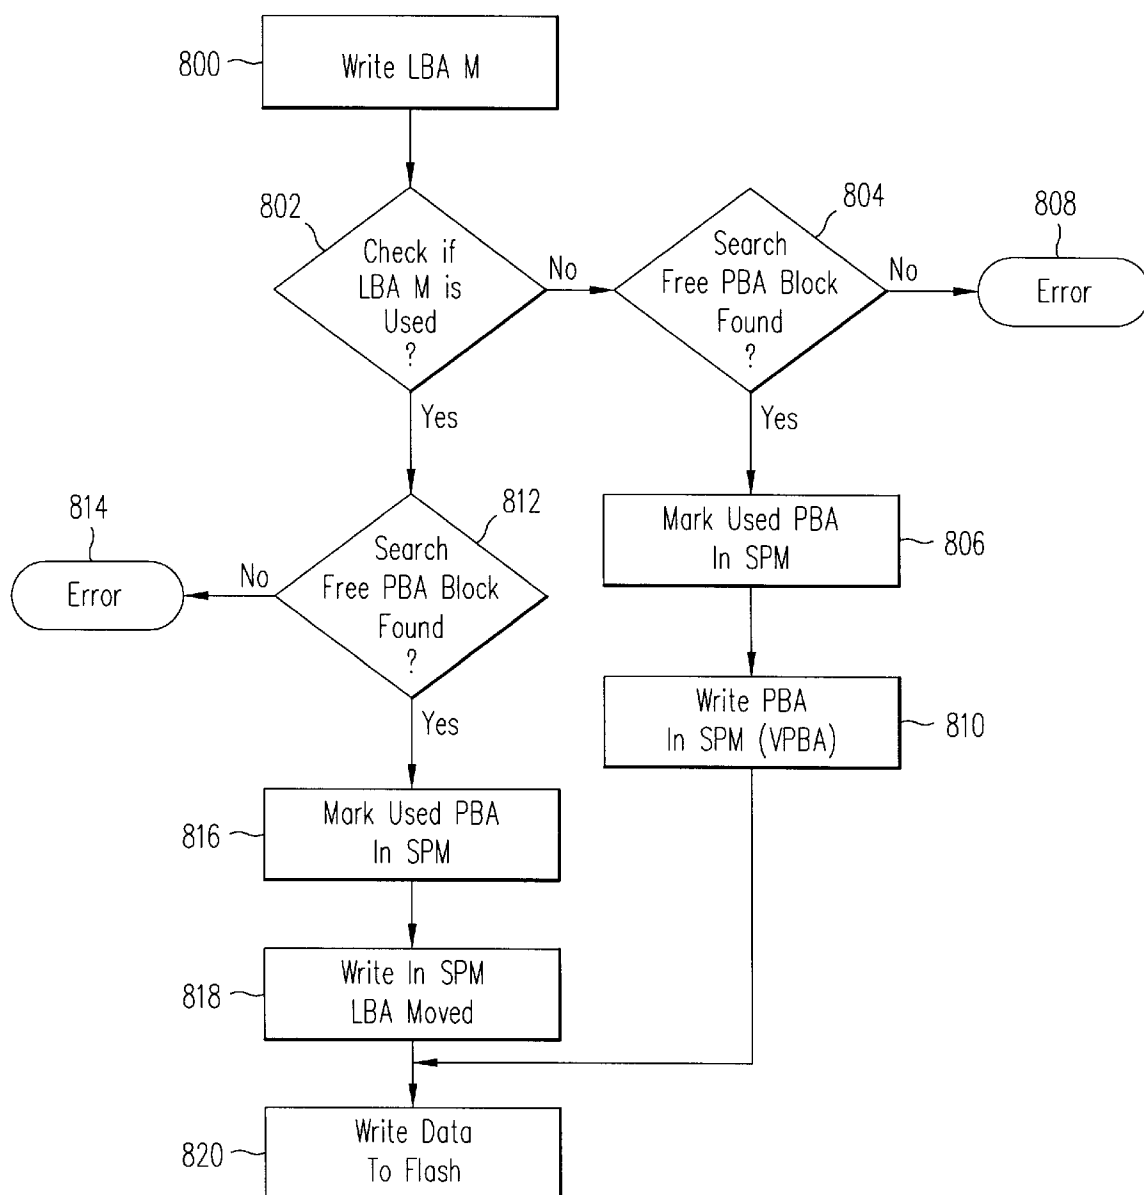 800
Write LBA M
802
Check if
LBA M is
Used
?
No
804
Search
Free PBA Block
Found
?
No
808
Error
Yes
Yes
814
Error
No
812
Search
Free PBA Block
Found
?
Mark Used PBA
In SPM
806
Yes
Write PBA
In SPM (VPBA)
810
816
Mark Used PBA
In SPM
818
Write In SPM
LBA Moved
820
Write Data
To Flash